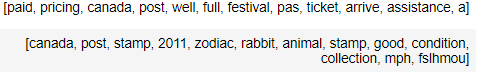 [paid, pricing, canada, post, well, full, festival, pas, ticket, arrive, assistance, a]
[canada, post, stamp, 2011, zodiac, rabbit, animal, stamp, good, condition,
collection, mph, fslhmou]